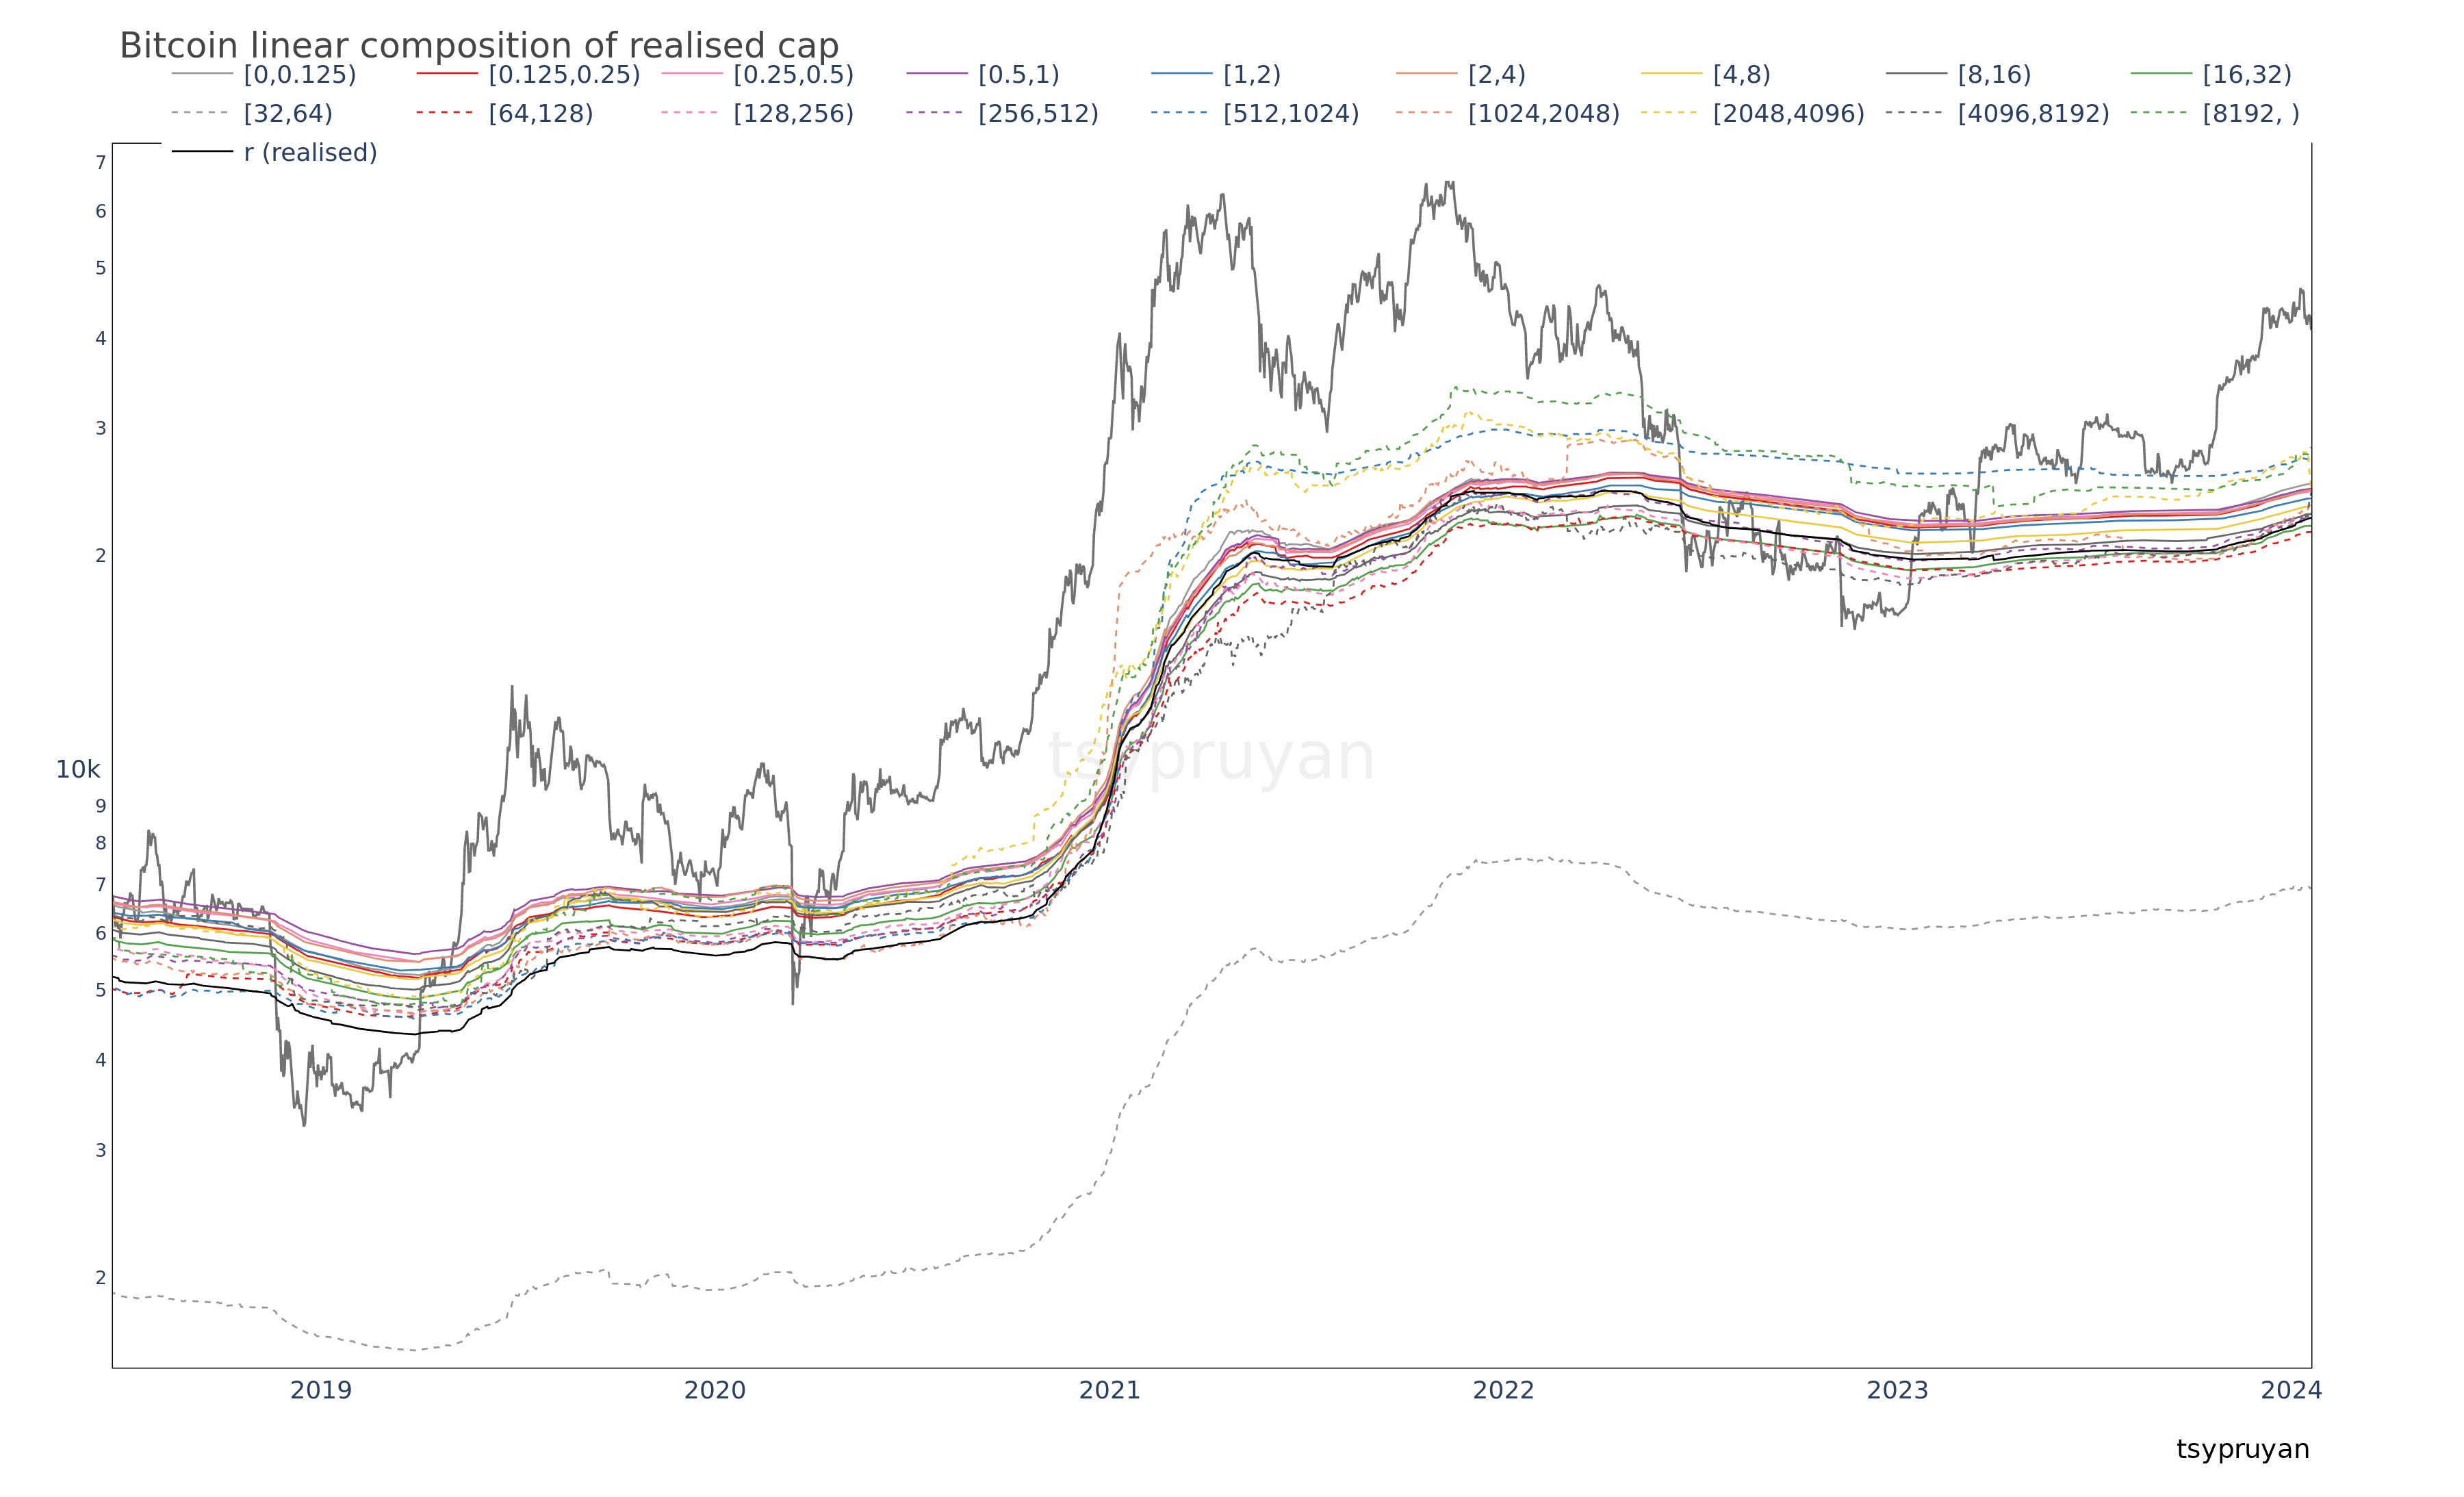 Bitcoin linear composition of realised cap
[0,0.125) [0.125,0.25) [0.25,0.5) [0.5,1) [1,2) [2,4) [4,8) [8,16) [16,32)
[32,64) [64,128) [128,256) [256,512) [512,1024) [1024,2048) [2048,4096) [4096,8192) [8192, )
r (realised)
7
6
5
4
3
2
10k
9
8
7
6
5
4
3
2
tsypruyan
2019 2020 2021 2022 2023 2024
tsypruyan